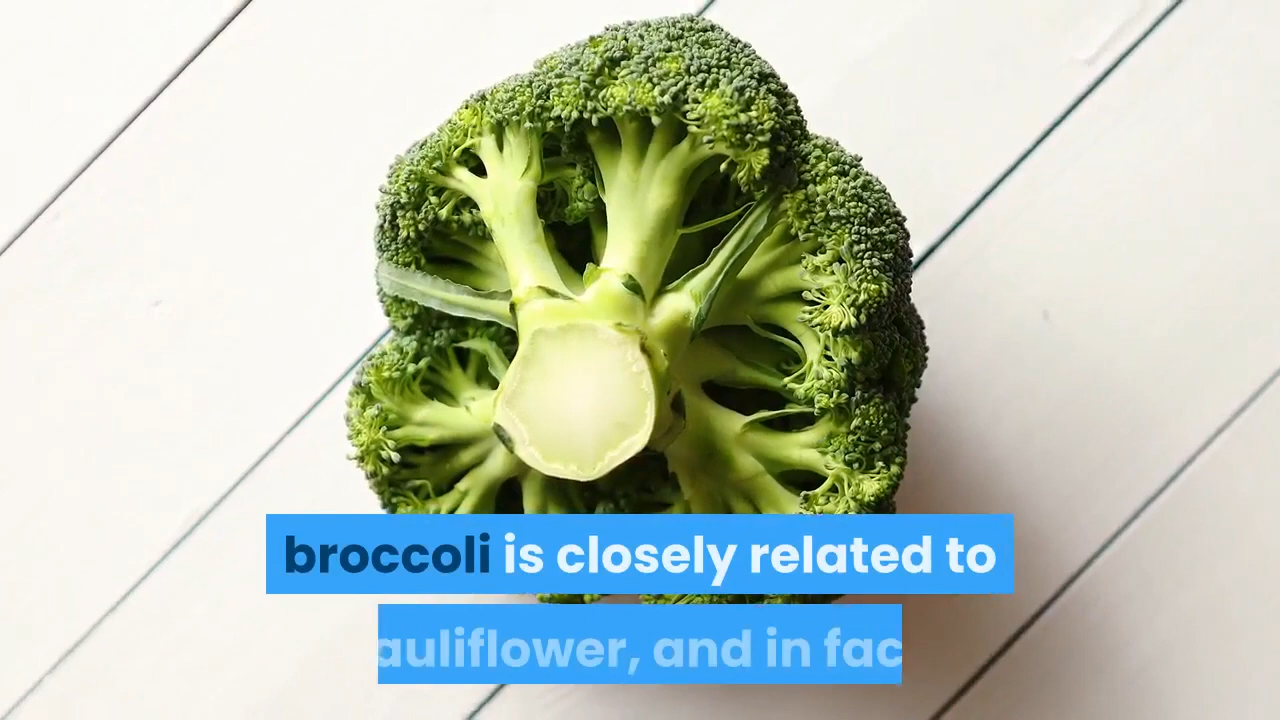 broccoli is closely related to
auliflower, and in fac